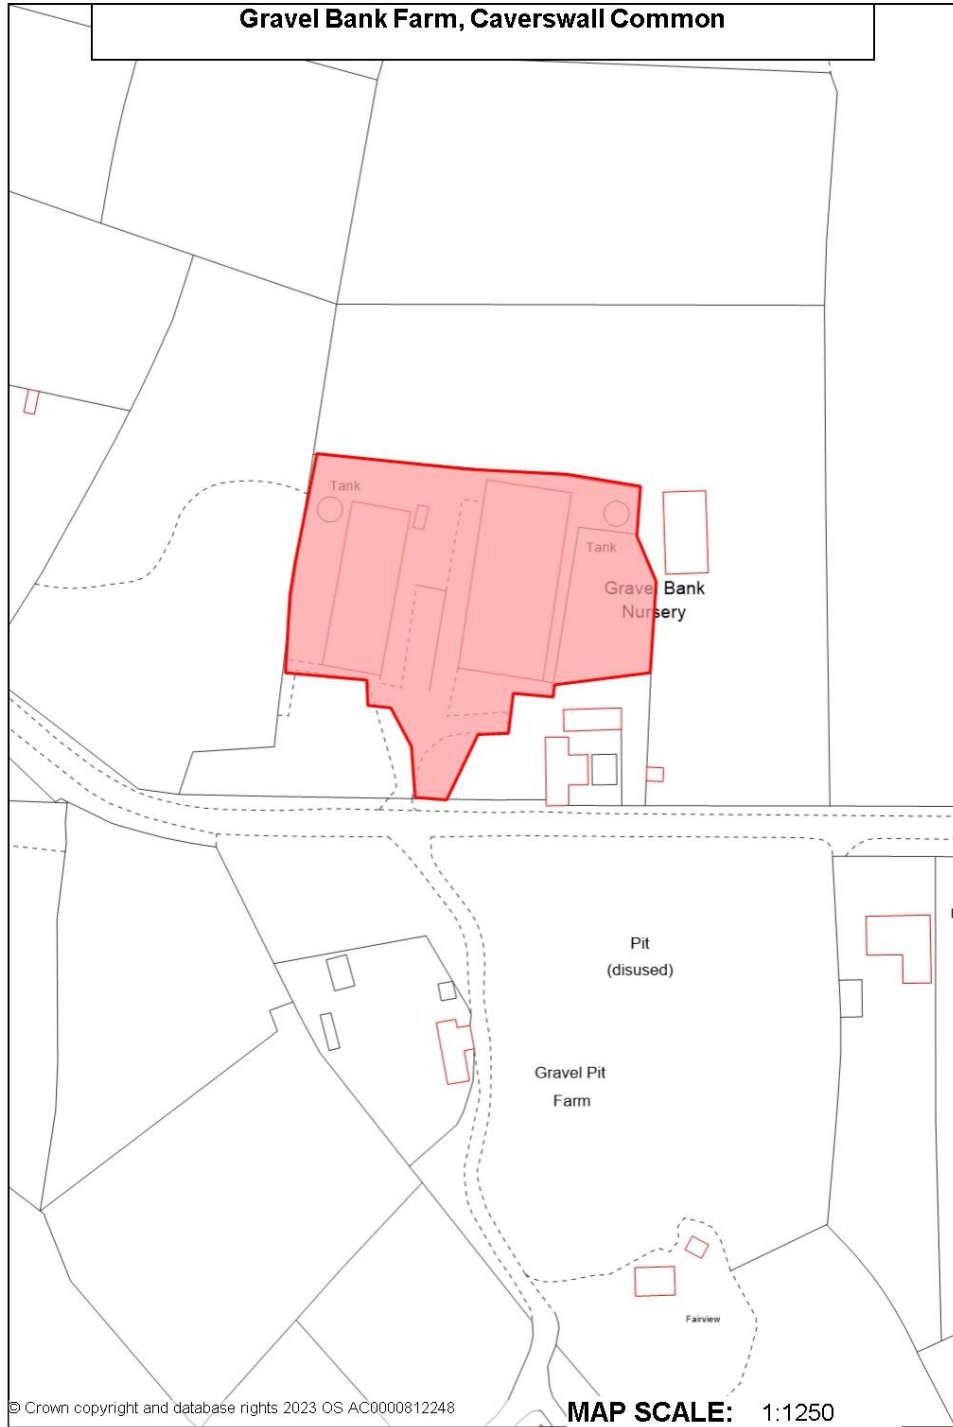 Gravel Bank Farm, Caverswall Common
Tank
Tank
Gravel Bank
Nursery
Pit
(disused)
Gravel Pit
Farm
Fairview
© Crown copyright and database rights 2023 OS AC0000812248
MAP SCALE: 1:1250